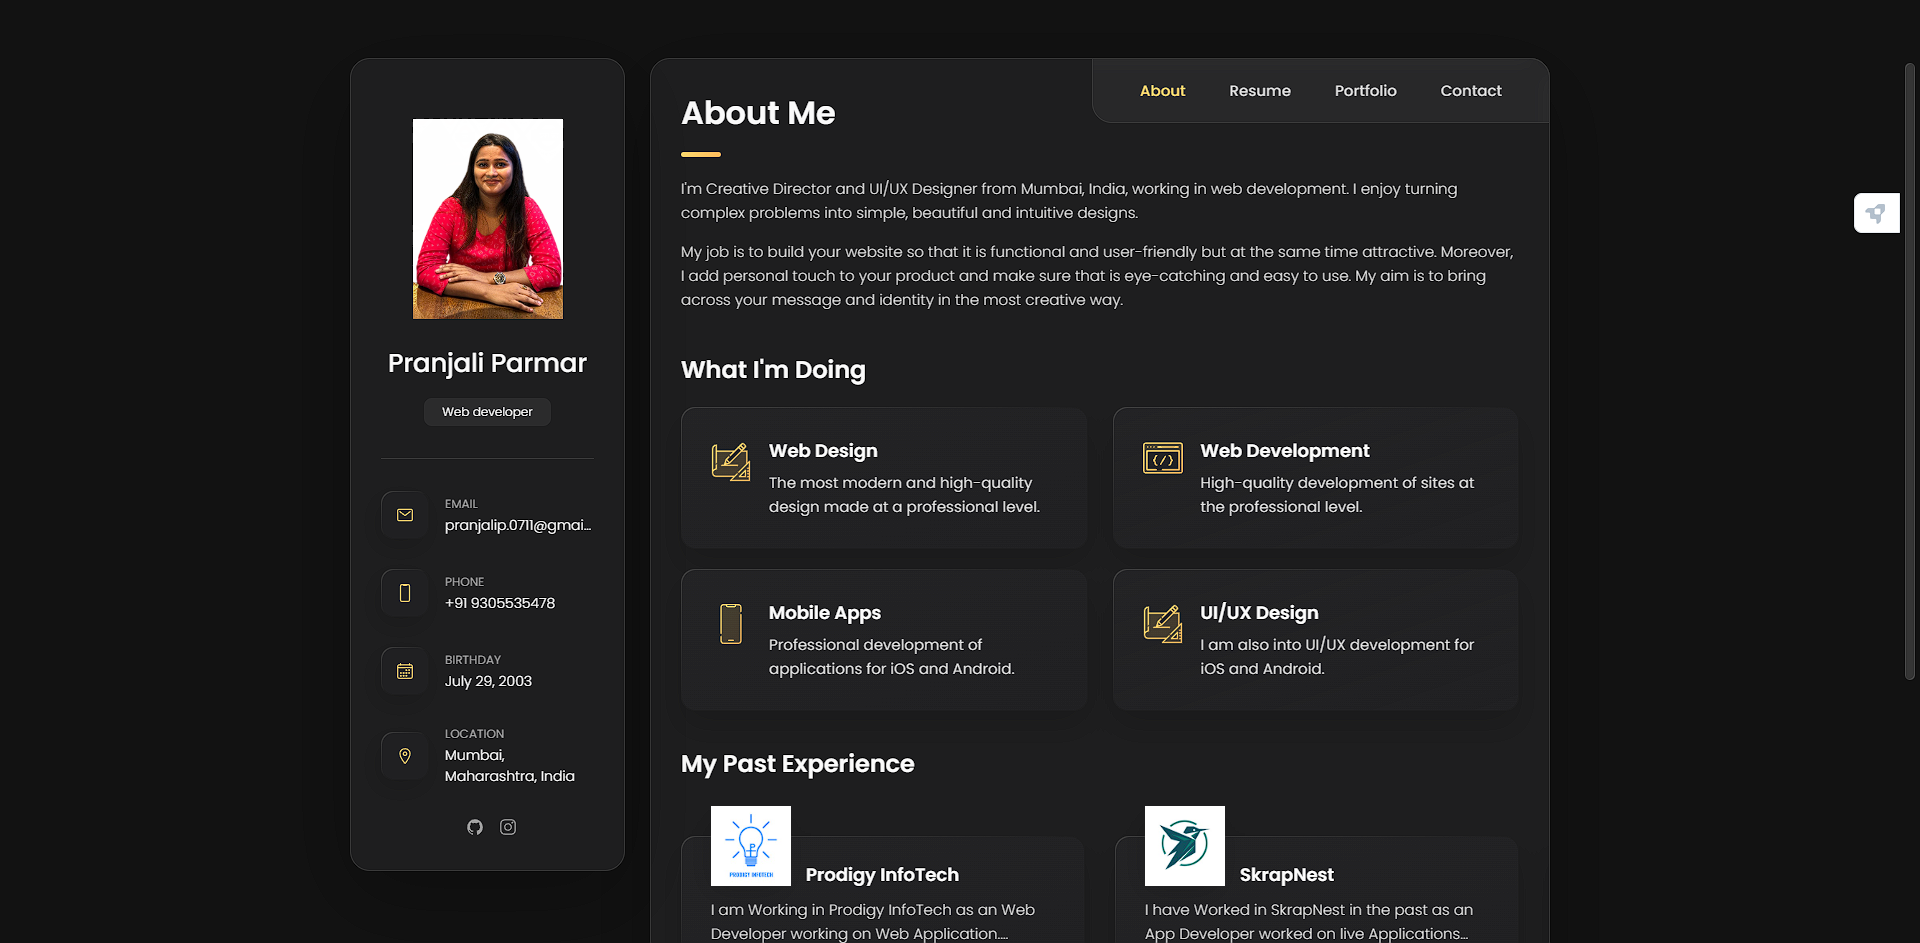 Pranjali Parmar
Web developer
EMAIL
pranjalip.0711@gmai...
PHONE
+91 9305535478
BIRTHDAY
July 29, 2003
LOCATION
Mumbai,
Maharashtra, India
About
Resume
Portfolio
Contact
About Me
I'm Creative Director and UI/UX Designer from Mumbai, India, working in web development. I enjoy turning
complex problems into simple, beautiful and intuitive designs.
My job is to build your website so that it is functional and user-friendly but at the same time attractive. Moreover,
I add personal touch to your product and make sure that is eye-catching and easy to use. My aim is to bring
across your message and identity in the most creative way.
What I'm Doing
Web Design
The most modern and high-quality
design made at a professional level.
Web Development
High-quality development of sites at
the professional level.
Mobile Apps
Professional development of
applications for iOS and Android.
UI/UX Design
I am also into UI/UX development for
iOS and Android.
My Past Experience
PRODIGY INFOTECH
Prodigy InfoTech
I am Working in Prodigy InfoTech as an Web
Developer working on Web Application....
SkrapNest
I have Worked in SkrapNest in the past as an
App Developer worked on live Applications...